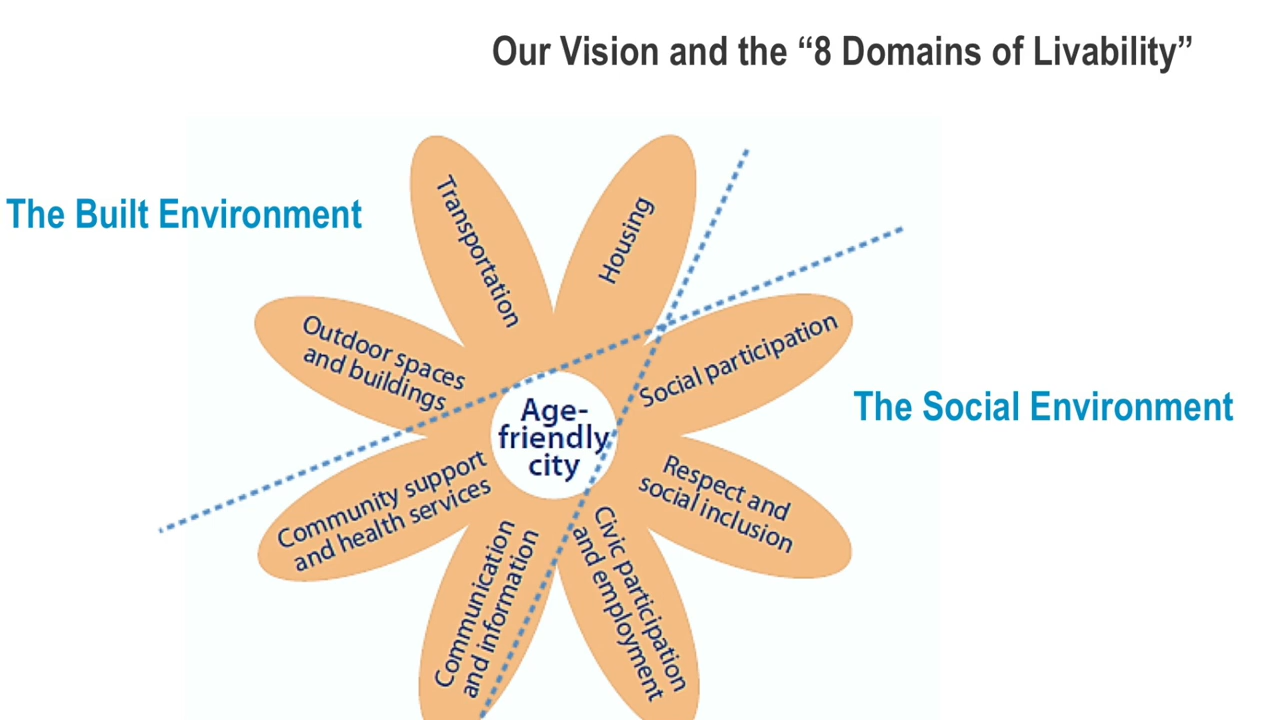 Our Vision and the “8 Domains of Livability”
The Built Environment
Transportation
Housing
Outdoor spaces
and buildings
Social participation
The Social Environment
Age-
friendly
city
Community support
and health services
Respect and
social inclusion
Communication
and information
Civic participation
and employment